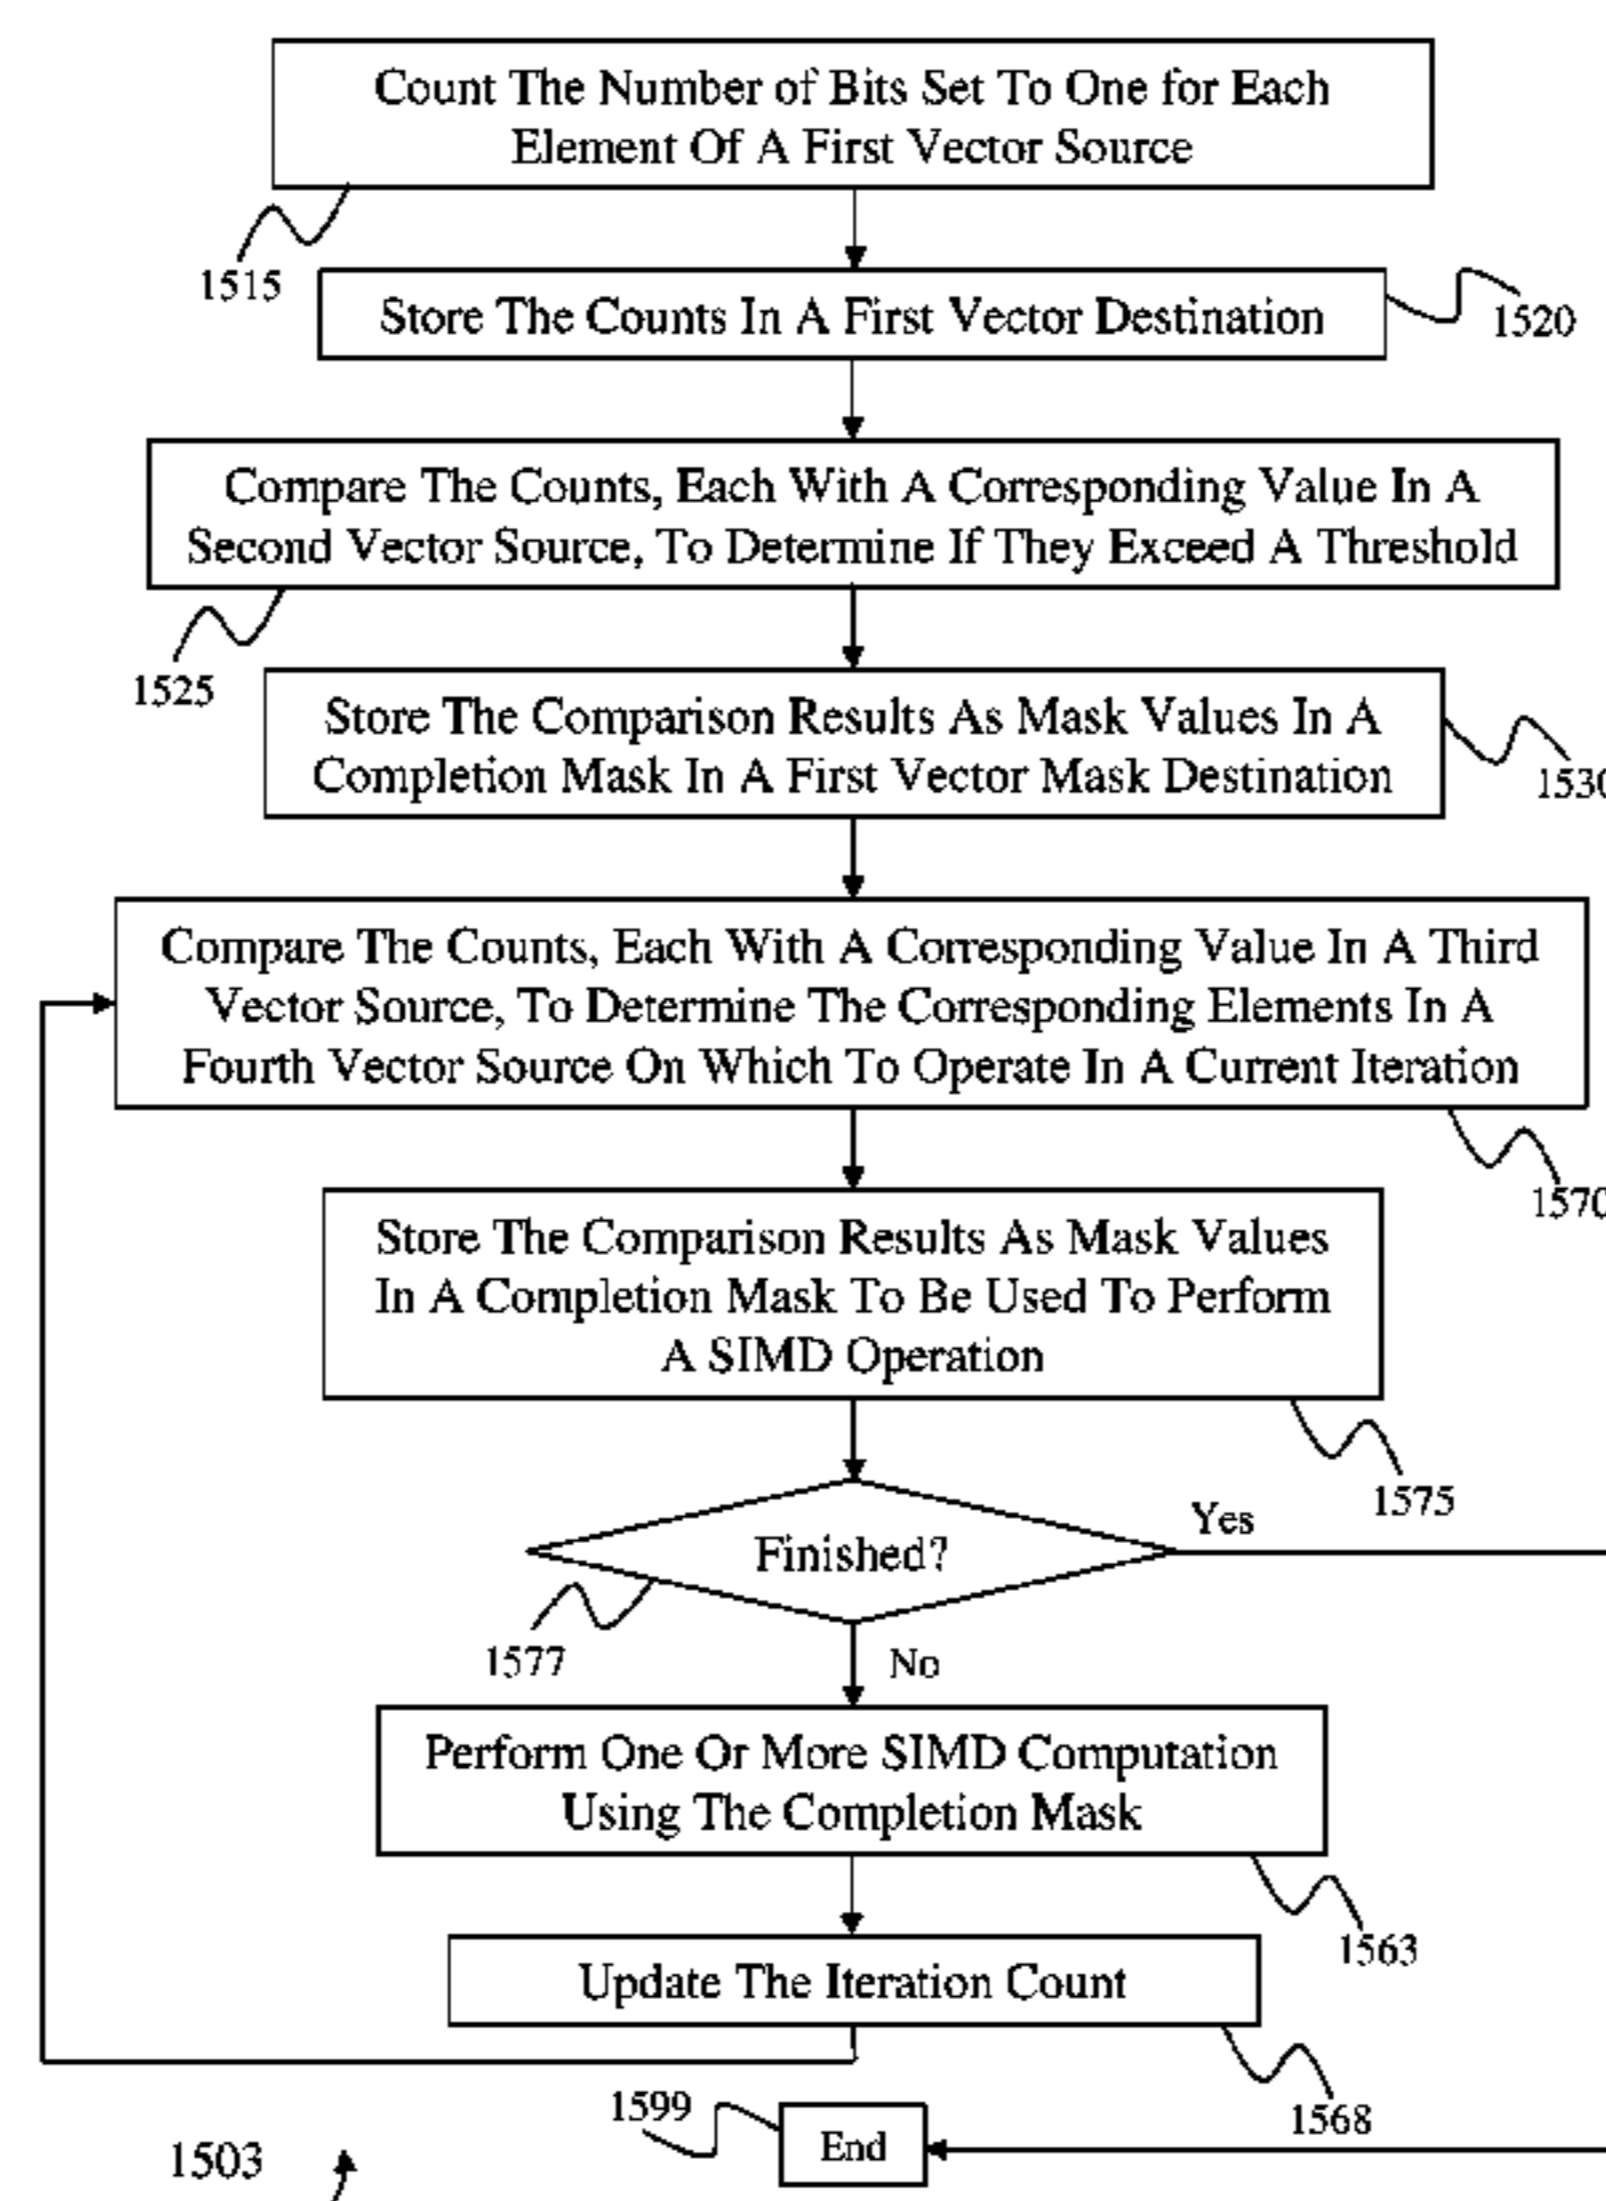 Count The Number of Bits Set To One for Each
Element Of A First Vector Source
1515
Store The Counts In A First Vector Destination
1520
Compare The Counts, Each With A Corresponding Value In A
Second Vector Source, To Determine If They Exceed A Threshold
1525
Store The Comparison Results As Mask Values In A
Completion Mask In A First Vector Mask Destination
1530
Compare The Counts, Each With A Corresponding Value In A Third
Vector Source, To Determine The Corresponding Elements In A
Fourth Vector Source On Which To Operate In A Current Iteration
1570
Store The Comparison Results As Mask Values
In A Completion Mask To Be Used To Perform
A SIMD Operation
1575
Yes
Finished?
1577
No
Perform One Or More SIMD Computation
Using The Completion Mask
1563
Update The Iteration Count
1568
1599
End
1503